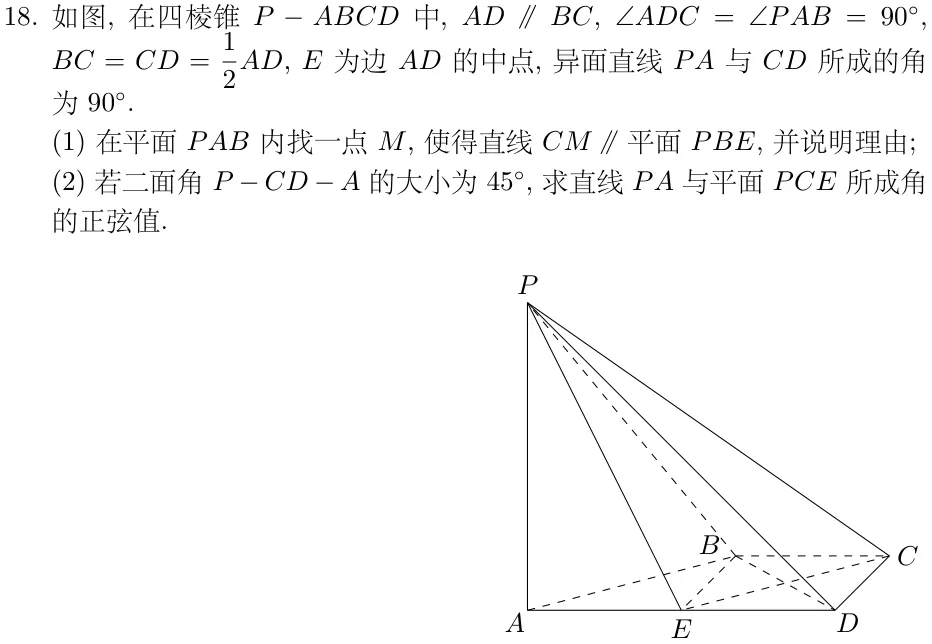 18. 如图, 在四棱锥 P − ABCD 中, AD ∥ BC, ∠ADC = ∠PAB = 90°,
BC = CD = \frac{1}{2}AD, E 为边 AD 的中点, 异面直线 PA 与 CD 所成的角
为 90°.
(1) 在平面 PAB 内找一点 M, 使得直线 CM ∥ 平面 PBE, 并说明理由;
(2) 若二面角 P − CD − A 的大小为 45°, 求直线 PA 与平面 PCE 所成角
的正弦值.
P
B
C
A
E
D